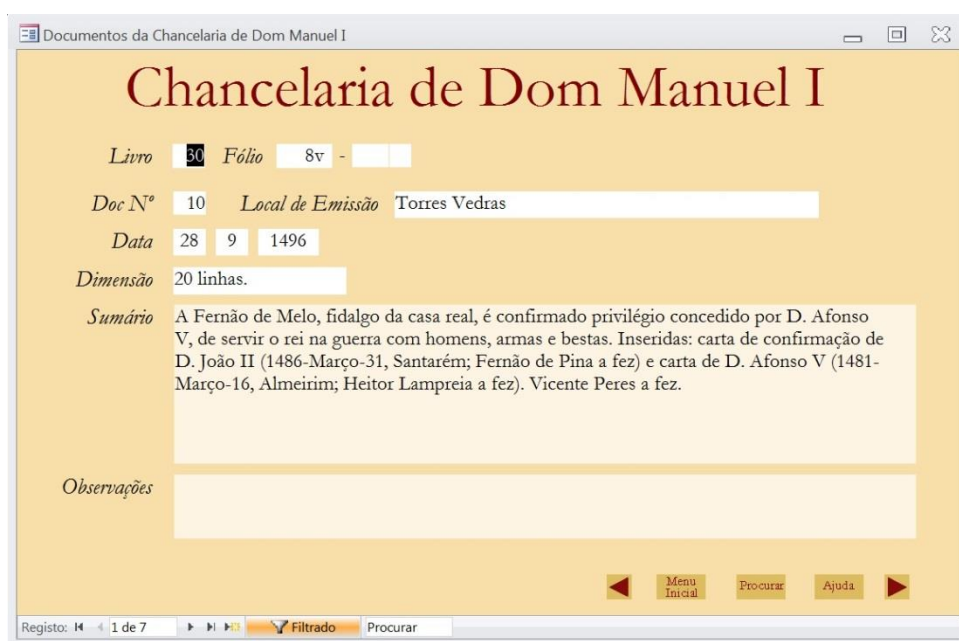 Documentos da Chancelaria de Dom Manuel I
Chancelaria de Dom Manuel I
Livro 30 Fólio 8v -
Doc Nº 10 Local de Emissão Torres Vedras
Data 28 9 1496
Dimensão 20 linhas.
Sumário A Fernão de Melo, fidalgo da casa real, é confirmado privilégio concedido por D. Afonso
V, de servir o rei na guerra com homens, armas e bestas. Inseridas: carta de confirmação de
D. João II (1486-Março-31, Santarém; Fernão de Pina a fez) e carta de D. Afonso V (1481-
Março-16, Almeirim; Heitor Lampreia a fez). Vicente Peres a fez.
Observações
Menu
Inicial Procurar Ajuda
Registo: 1 de 7 Filtrado Procurar